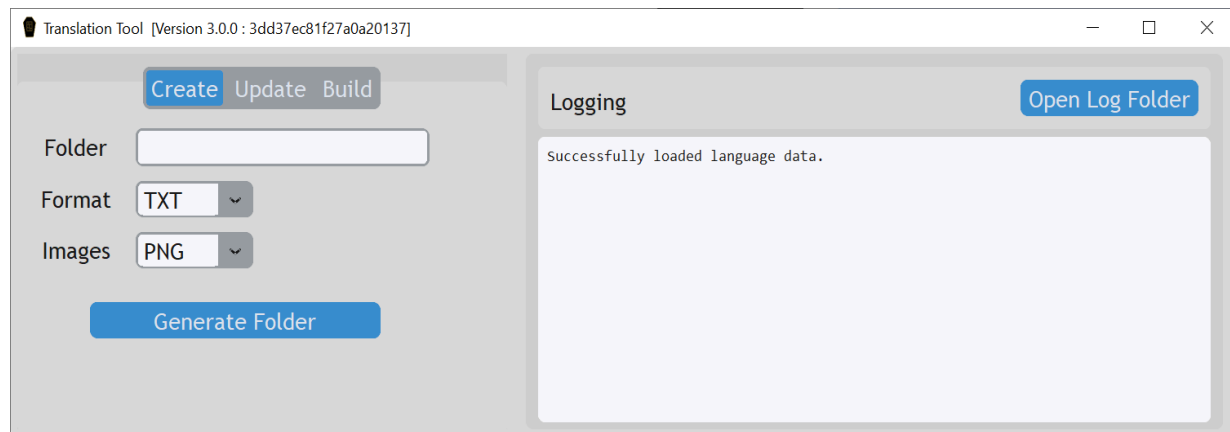 Translation Tool [Version 3.0.0 : 3dd37ec81f27a0a20137]
Create Update Build
Folder
Format TXT
Images PNG
Generate Folder
Logging
Open Log Folder
Successfully loaded language data.